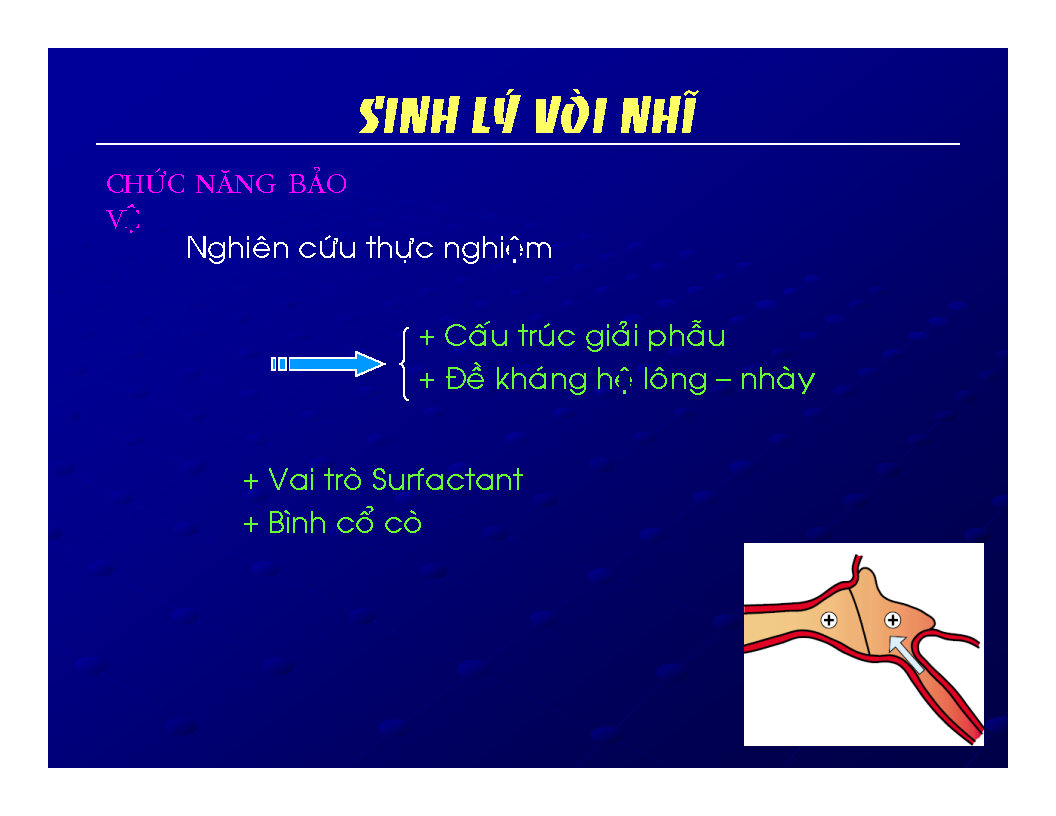 SINH LÝ VÒI NHĨ
CHỨC NĂNG BẢO
VỆ
Nghiên cứu thực nghiệm
+ Cấu trúc giải phẫu
+ Đề kháng hệ lông – nhày
+ Vai trò Surfactant
+ Bình cổ cò
+ +